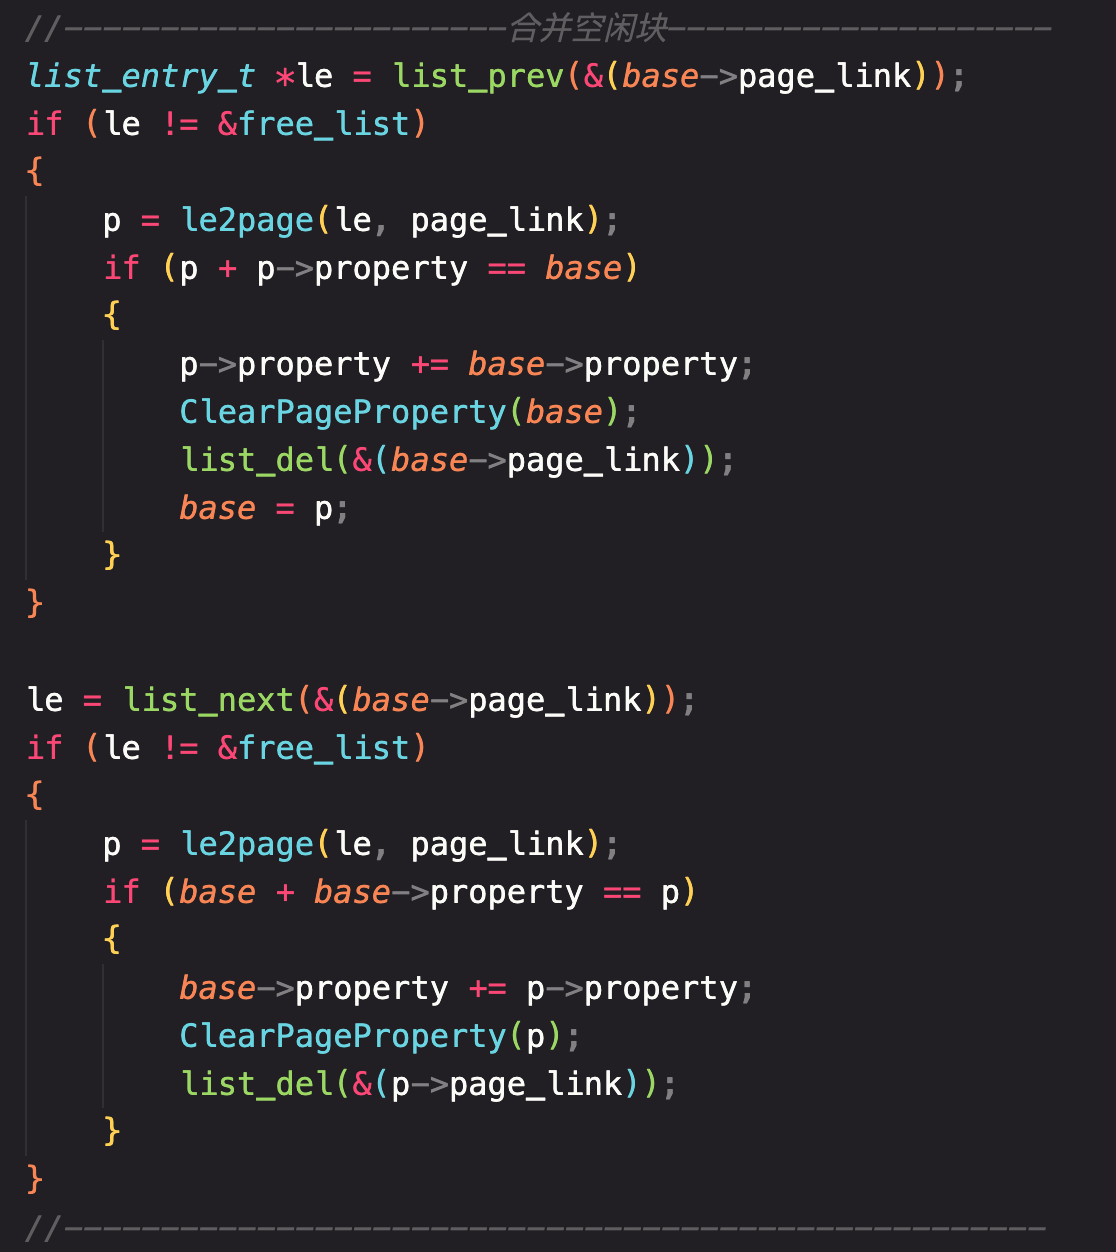 //-----------------------合并空闲块--------------------
list_entry_t *le = list_prev(&(base->page_link));
if (le != &free_list)
{
    p = le2page(le, page_link);
    if (p + p->property == base)
    {
        p->property += base->property;
        ClearPageProperty(base);
        list_del(&(base->page_link));
        base = p;
    }
}

le = list_next(&(base->page_link));
if (le != &free_list)
{
    p = le2page(le, page_link);
    if (base + base->property == p)
    {
        base->property += p->property;
        ClearPageProperty(p);
        list_del(&(p->page_link));
    }
}
//---------------------------------------------------